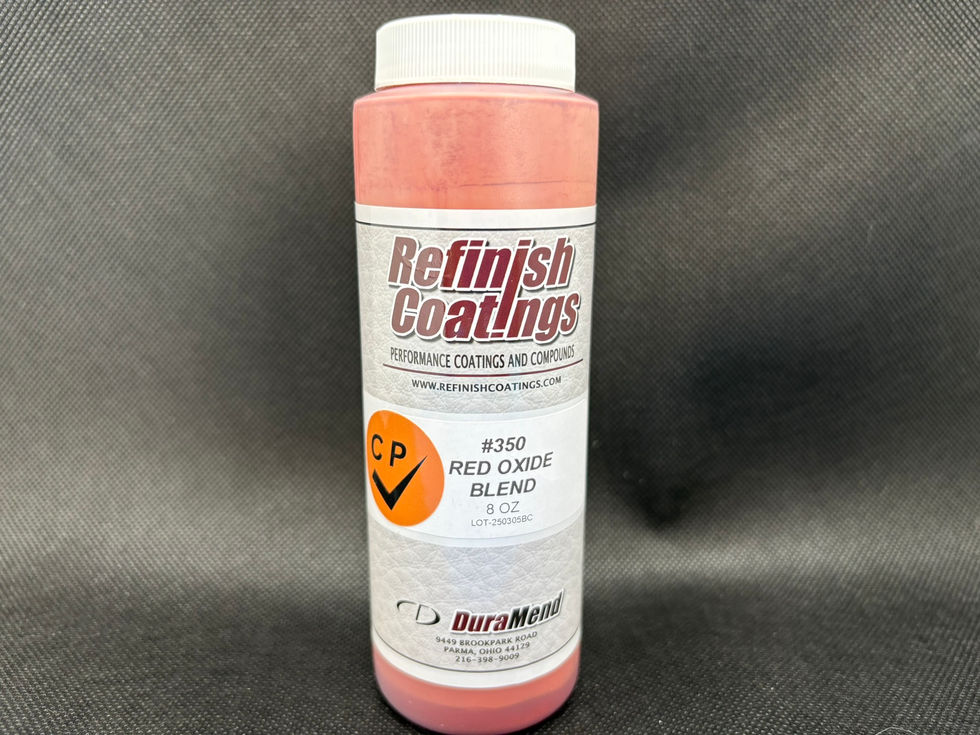 Refinish
Coatings
PERFORMANCE COATINGS AND COMPOUNDS
WWW.REFINISHCOATINGS.COM
CP
#350
RED OXIDE
BLEND
8 OZ
LOT-250305BC
DuraMend
9449 BROOKPARK ROAD
PARMA, OHIO 44129
216-398-9009